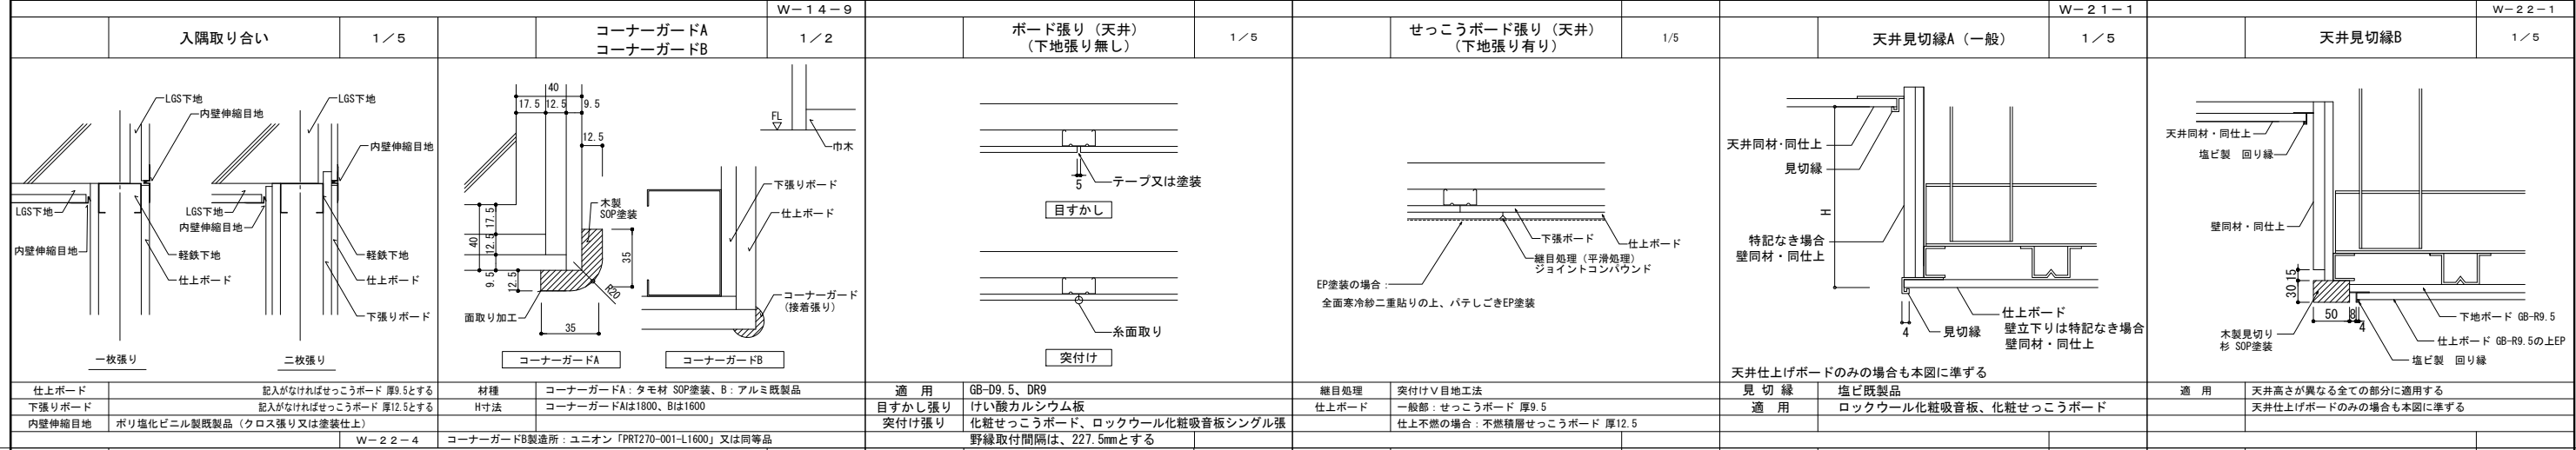 入隅取り合い
1／5
LGS下地
内壁伸縮目地
LGS下地
内壁伸縮目地
LGS下地
LGS下地
内壁伸縮目地
内壁伸縮目地
軽鉄下地
軽鉄下地
仕上ボード
仕上ボード
下張りボード
一枚張り
二枚張り
仕上ボード 記入がなければせっこうボード 厚9.5とする
下張りボード 記入がなければせっこうボード 厚12.5とする
内壁伸縮目地 ポリ塩化ビニル製既製品（クロス張り又は塗装仕上）
W－22－4
W－14－9
コーナーガードA
コーナーガードB
1／2
40
17.5 12.5 9.5
12.5
FL
巾木
木製
SOP塗装
下張りボード
仕上ボード
17.5
12.5
40
9.5
12.5
35
R20
面取り加工
35
コーナーガード
(接着張り)
コーナーガードA
コーナーガードB
材種 コーナーガードA：タモ材 SOP塗装、B：アルミ既製品
H寸法 コーナーガードAは1800、Bは1600
コーナーガードB製造所：ユニオン「PRT270-001-L1600」又は同等品
ボード張り（天井）
（下地張り無し）
1／5
5
テープ又は塗装
目すかし
糸面取り
突付け
適 用 GB-D9.5、DR9
目すかし張り けい酸カルシウム板
突付け張り 化粧せっこうボード、ロックウール化粧吸音板シングル張
野縁取付間隔は、227.5mmとする
せっこうボード張り（天井）
（下地張り有り）
1/5
下張ボード
仕上ボード
継目処理（平滑処理）
ジョイントコンパウンド
EP塗装の場合：
全面寒冷紗二重貼りの上、パテしごきEP塗装
継目処理 突付けV目地工法
仕上ボード 一般部：せっこうボード 厚9.5
仕上不燃の場合：不燃積層せっこうボード 厚12.5
W－21－1
天井見切縁A（一般）
1／5
天井同材・同仕上
見切縁
H
特記なき場合
壁同材・同仕上
4
見切縁
仕上ボード
壁立下りは特記なき場合
壁同材・同仕上
天井仕上げボードのみの場合も本図に準ずる
見 切 縁 塩ビ既製品
適 用 ロックウール化粧吸音板、化粧せっこうボード
W－22－1
天井見切縁B
1／5
天井同材・同仕上
塩ビ製 回り縁
壁同材・同仕上
15
30
50 8
4
木製見切り
杉 SOP塗装
下地ボード GB-R9.5
仕上ボード GB-R9.5の上EP
塩ビ製 回り縁
適 用 天井高さが異なる全ての部分に適用する
天井仕上げボードのみの場合も本図に準ずる